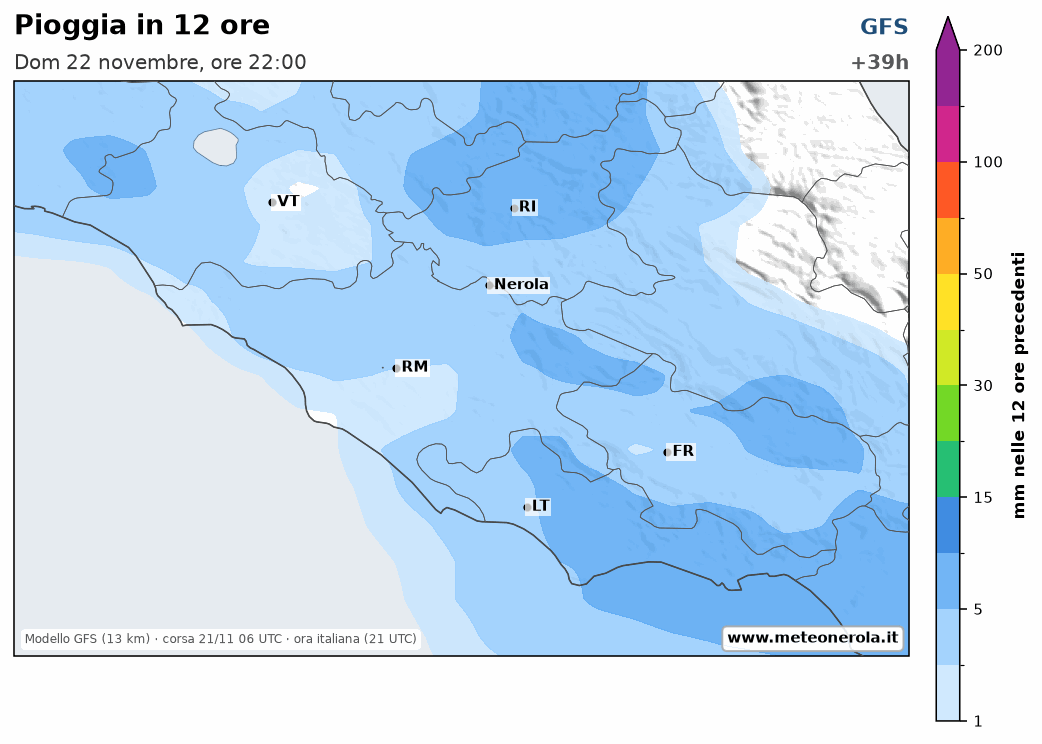 Pioggia in 12 ore
GFS
Dom 22 novembre, ore 22:00
+39h
200
100
50
30
15
5
1
mm nelle 12 ore precedenti
VT
RI
Nerola
RM
FR
LT
Modello GFS (13 km) · corsa 21/11 06 UTC · ora italiana (21 UTC)
www.meteonerola.it